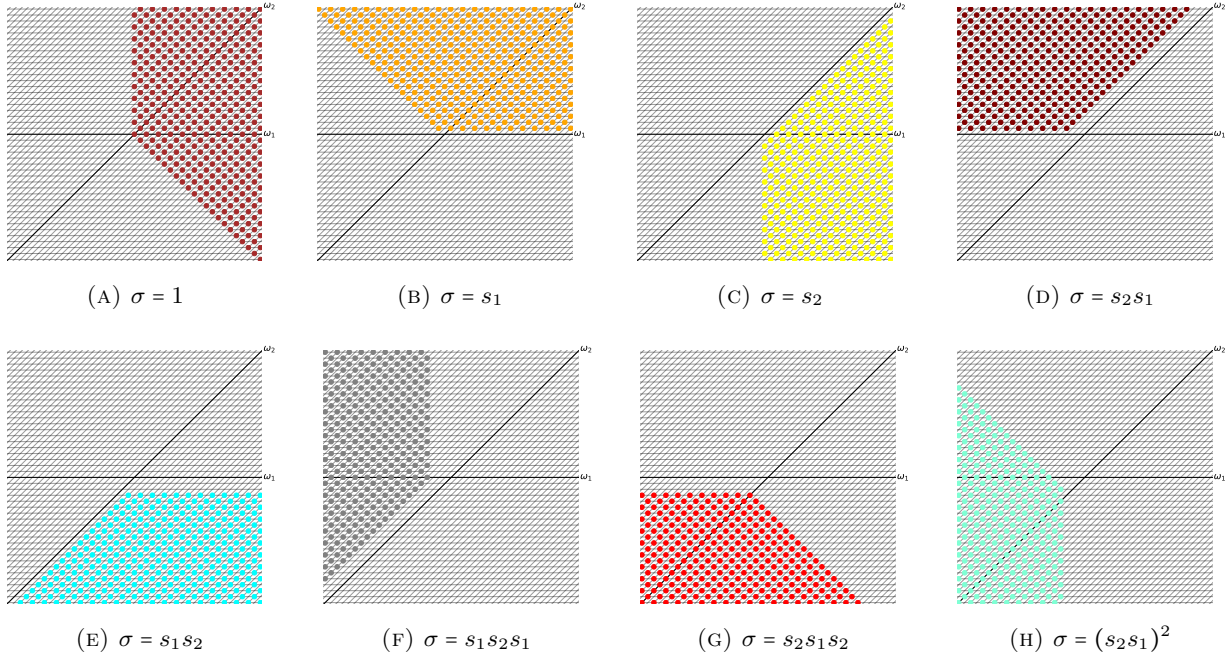 ω₂
ω₁
(A) σ = 1
ω₂
ω₁
(B) σ = s₁
ω₂
ω₁
(C) σ = s₂
ω₂
ω₁
(D) σ = s₂s₁
ω₂
ω₁
(E) σ = s₁s₂
ω₂
ω₁
(F) σ = s₁s₂s₁
ω₂
ω₁
(G) σ = s₂s₁s₂
ω₂
ω₁
(H) σ = (s₂s₁)²